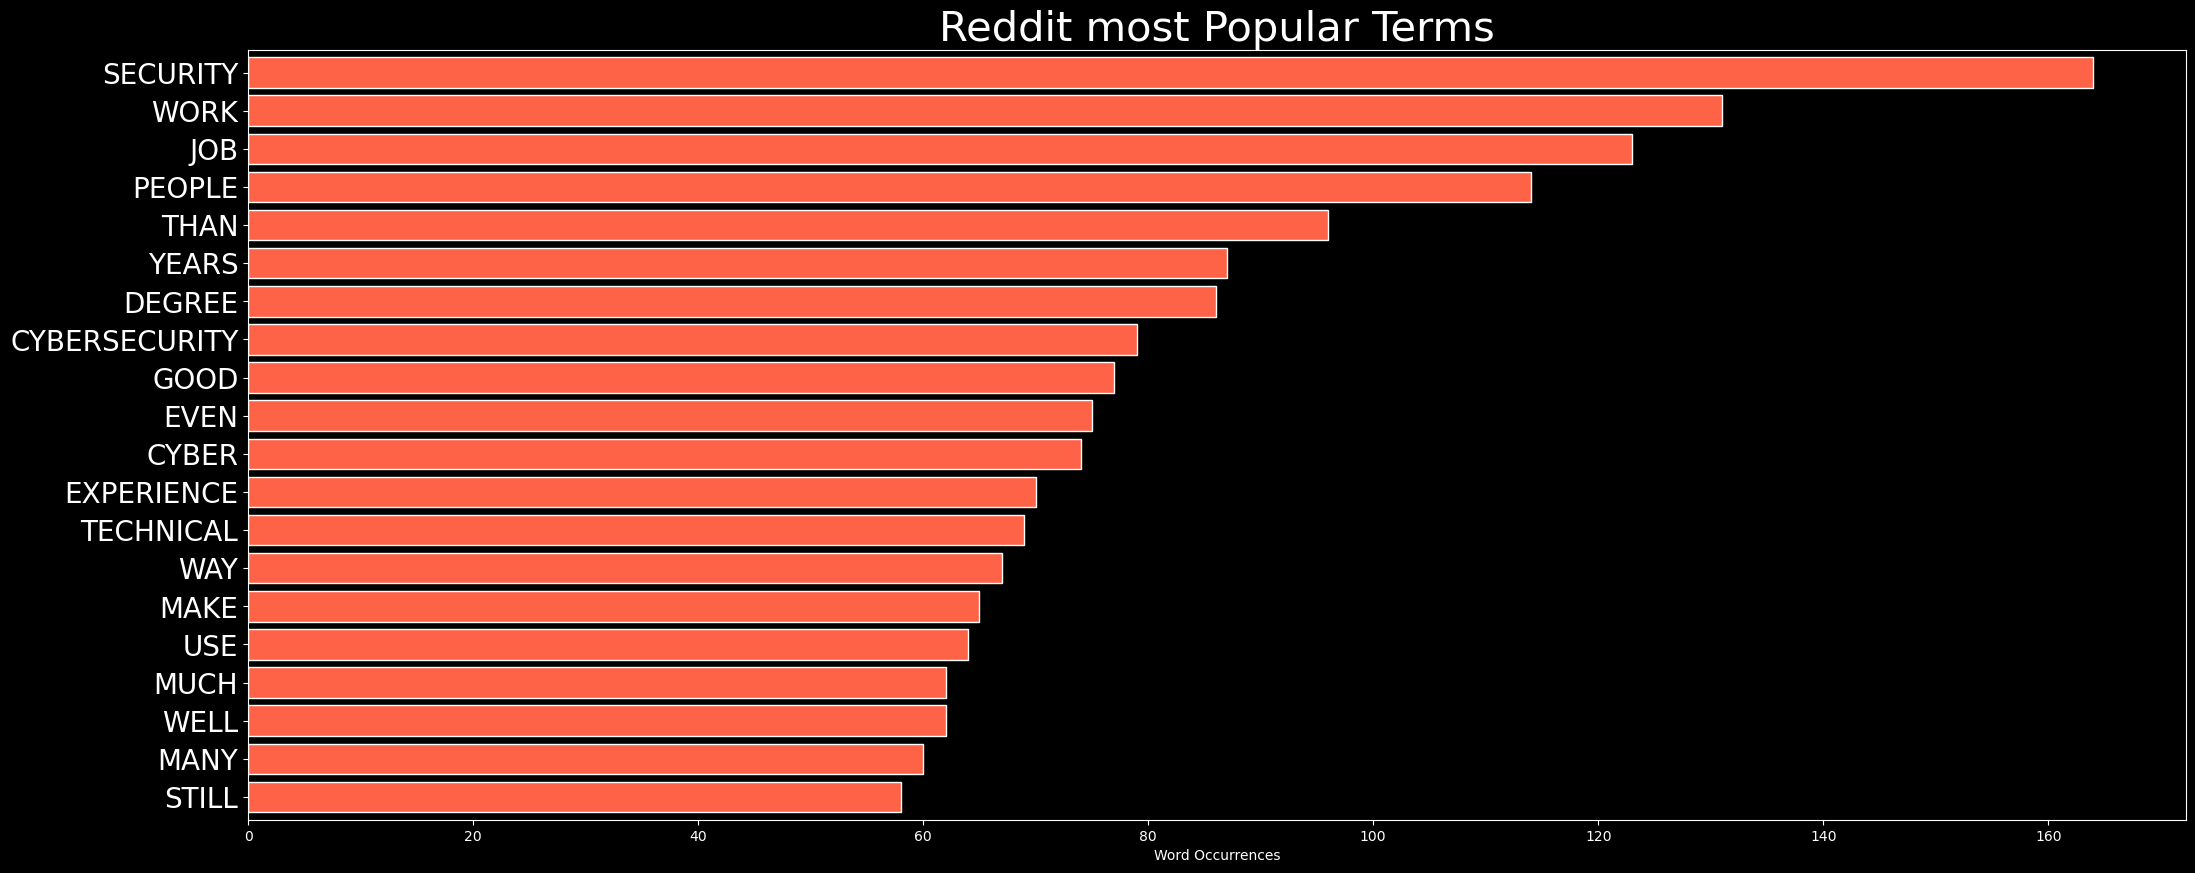 Reddit most Popular Terms
SECURITY
WORK
JOB
PEOPLE
THAN
YEARS
DEGREE
CYBERSECURITY
GOOD
EVEN
CYBER
EXPERIENCE
TECHNICAL
WAY
MAKE
USE
MUCH
WELL
MANY
STILL
0 20 40 60 80 100 120 140 160
Word Occurrences